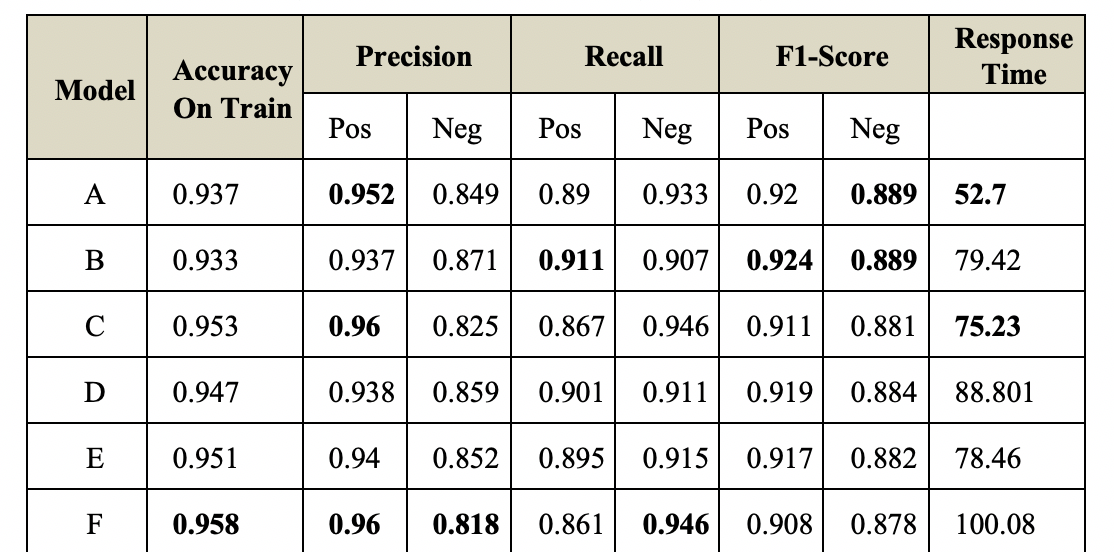 Model Accuracy On Train Precision Recall F1-Score Response Time
Pos Neg Pos Neg Pos Neg
A 0.937 0.952 0.849 0.89 0.933 0.92 0.889 52.7
B 0.933 0.937 0.871 0.911 0.907 0.924 0.889 79.42
C 0.953 0.96 0.825 0.867 0.946 0.911 0.881 75.23
D 0.947 0.938 0.859 0.901 0.911 0.919 0.884 88.801
E 0.951 0.94 0.852 0.895 0.915 0.917 0.882 78.46
F 0.958 0.96 0.818 0.861 0.946 0.908 0.878 100.08